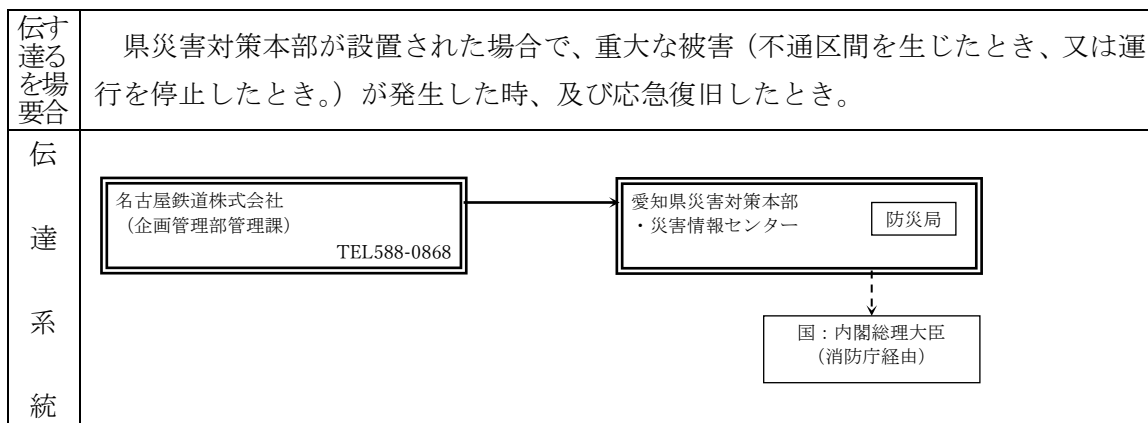 伝達を要する場合
県災害対策本部が設置された場合で、重大な被害（不通区間を生じたとき、又は運
行を停止したとき。）が発生した時、及び応急復旧したとき。
伝達系統
名古屋鉄道株式会社
（企画管理部管理課）
TEL588-0868
愛知県災害対策本部
・災害情報センター
防災局
国：内閣総理大臣
（消防庁経由）